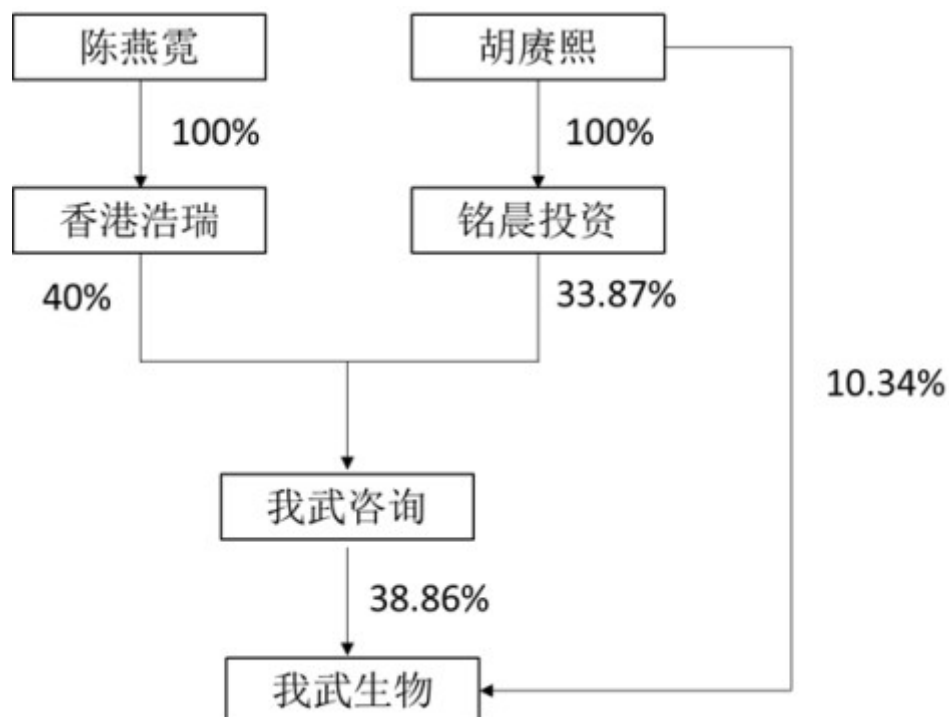 陈燕霓
胡赓熙
100%
100%
香港浩瑞
铭晨投资
40%
33.87%
10.34%
我武咨询
38.86%
我武生物